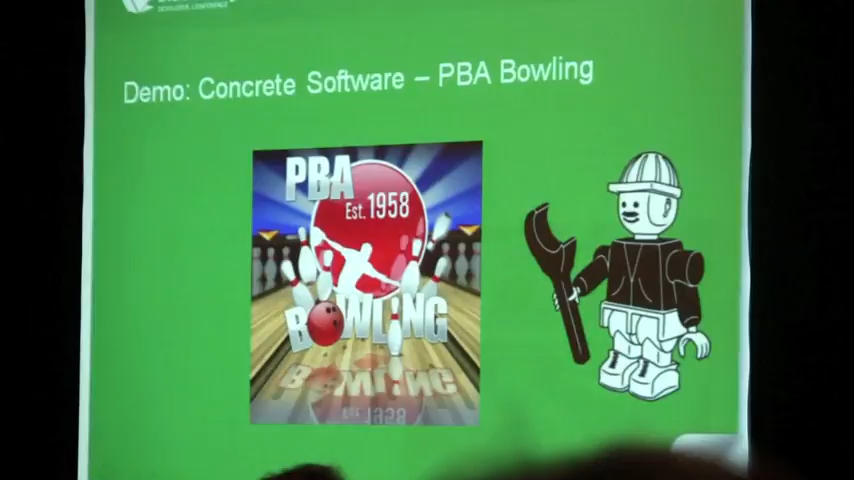 Demo: Concrete Software – PBA Bowling
PBA
Est. 1958
BOWLING